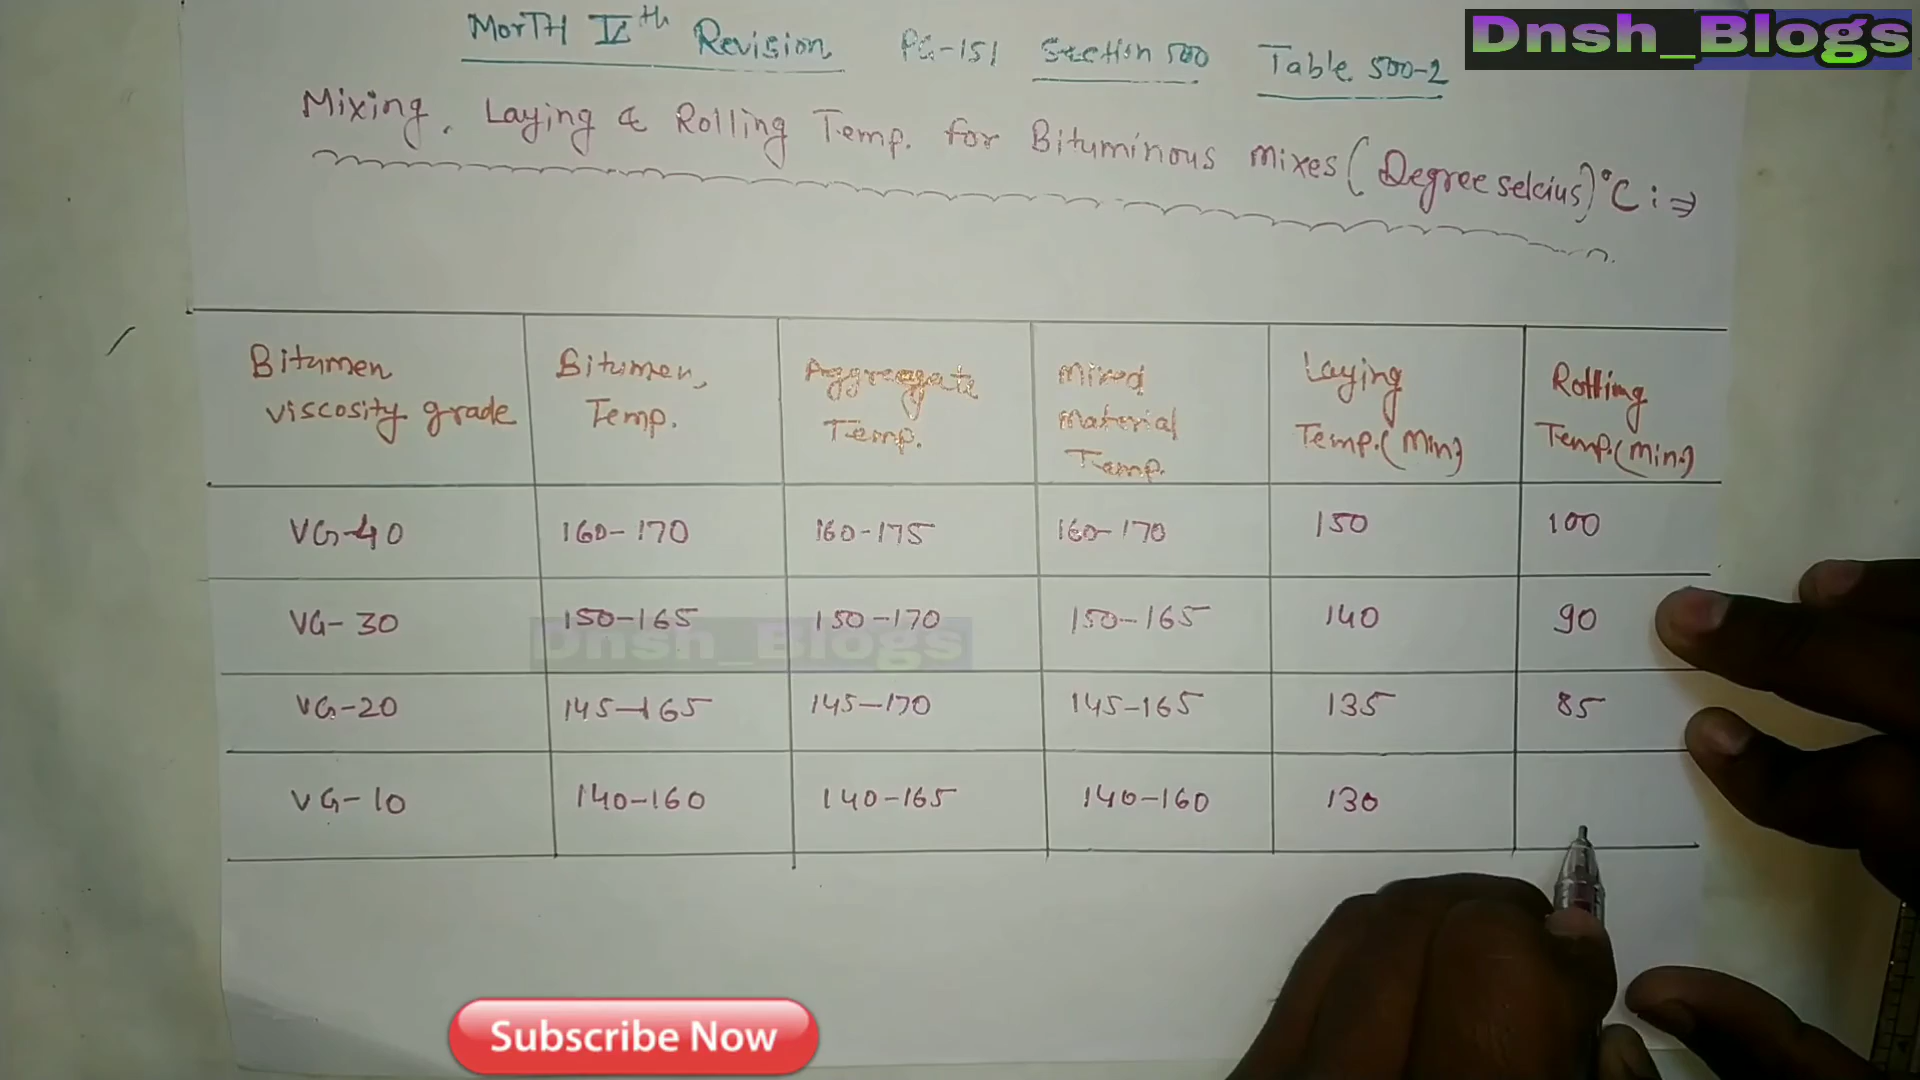 MorTH Vth Revision PG-151 Section 500 Table 500-2
Dnsh_Blogs
Mixing, Laying & Rolling Temp. for Bituminous mixes (Degree selcius)°C :⇒
Bitumen viscosity grade
Bitumen, Temp.
Aggregate Temp.
Mixed Material Temp.
Laying Temp. (Min)
Rolling Temp. (Min.)
VG-40 160-170 160-175 160-170 150 100
VG-30 150-165 150-170 150-165 140 90
Dnsh_Blogs
VG-20 145-165 145-170 145-165 135 85
VG-10 140-160 140-165 140-160 130
Subscribe Now